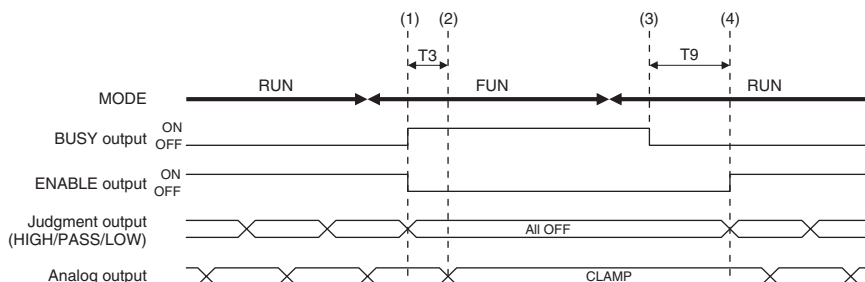 (1) (2) (3) (4)
T3 T9
MODE RUN FUN RUN
BUSY output ON
OFF
ENABLE output ON
OFF
Judgment output
(HIGH/PASS/LOW) All OFF
Analog output CLAMP